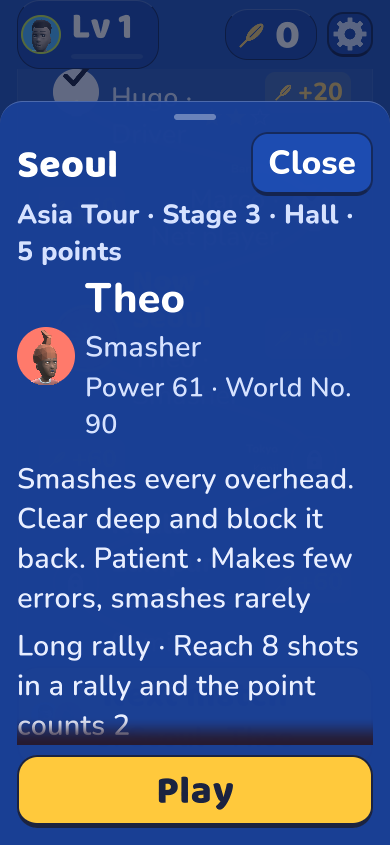 Lv 1
0
Hugo ·
+20
Seoul
Close
Asia Tour · Stage 3 · Hall ·
5 points
Theo
Smasher
Power 61 · World No.
90
Smashes every overhead.
Clear deep and block it
back. Patient · Makes few
errors, smashes rarely
Long rally · Reach 8 shots
in a rally and the point
counts 2
Play